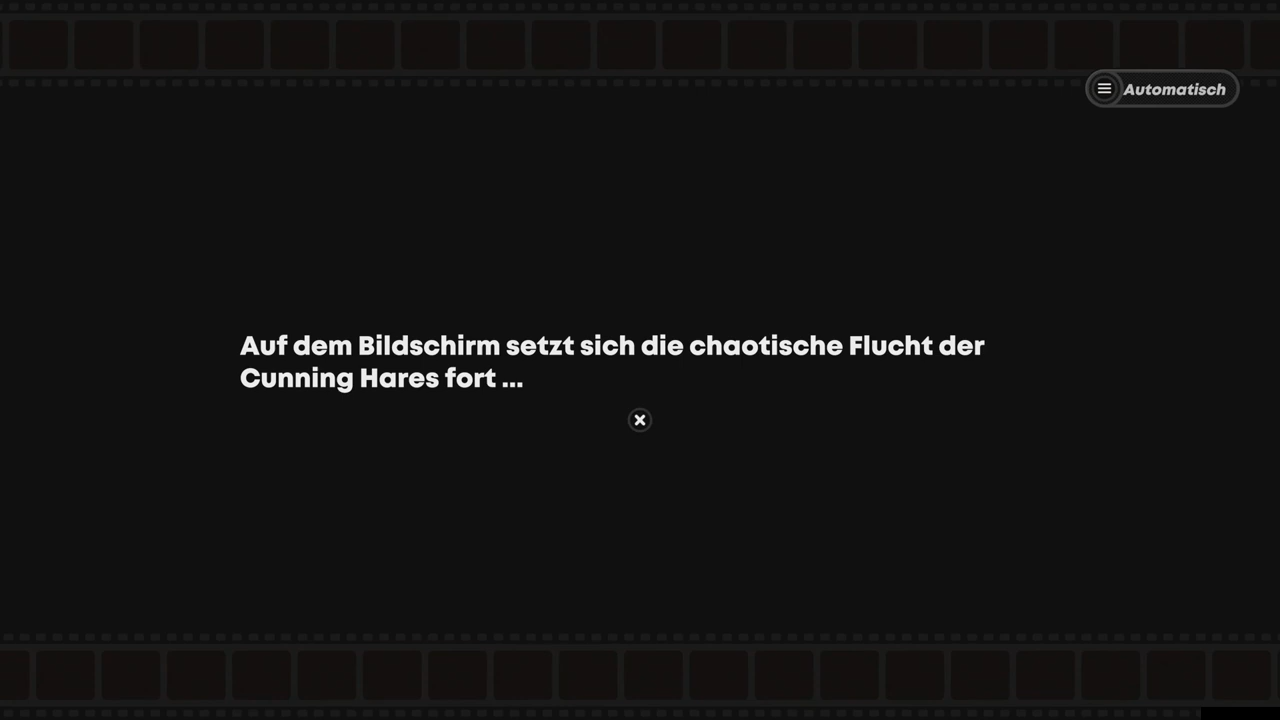 Automatisch
Auf dem Bildschirm setzt sich die chaotische Flucht der
Cunning Hares fort ...